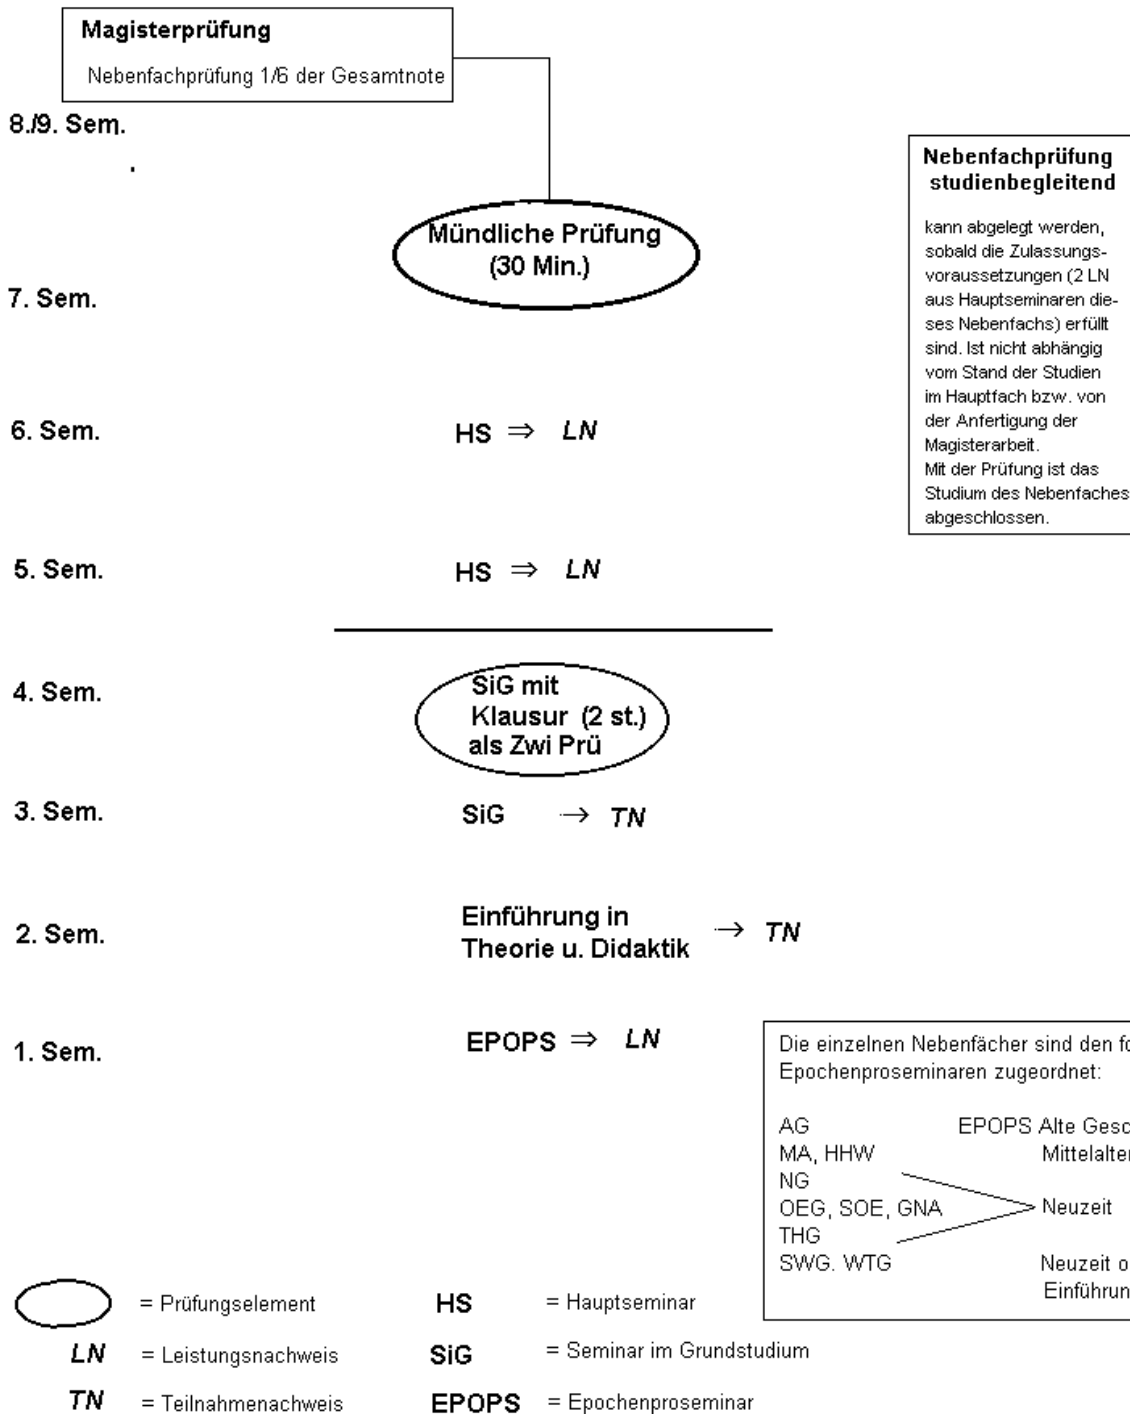 Magisterprüfung
Nebenfachprüfung 1/6 der Gesamtnote
8./9. Sem.
Nebenfachprüfung
studienbegleitend
kann abgelegt werden,
sobald die Zulassungs-
voraussetzungen (2 LN
aus Hauptseminaren die-
ses Nebenfachs) erfüllt
sind. Ist nicht abhängig
vom Stand der Studien
im Hauptfach bzw. von
der Anfertigung der
Magisterarbeit.
Mit der Prüfung ist das
Studium des Nebenfaches
abgeschlossen.
Mündliche Prüfung
(30 Min.)
7. Sem.
6. Sem. HS ⇒ LN
5. Sem. HS ⇒ LN
4. Sem.
SiG mit
Klausur (2 st.)
als Zwi Prü
3. Sem. SiG → TN
2. Sem.
Einführung in
Theorie u. Didaktik → TN
1. Sem. EPOPS ⇒ LN
Die einzelnen Nebenfächer sind den
Epochenproseminaren zugeordnet:
AG EPOPS Alte
MA, HHW Mittelalter
NG
OEG, SOE, GNA Neuzeit
THG
SWG. WTG Neuzeit
= Prüfungselement HS = Hauptseminar
LN = Leistungsnachweis SiG = Seminar im Grundstudium
TN = Teilnahmenachweis EPOPS = Epochenproseminar